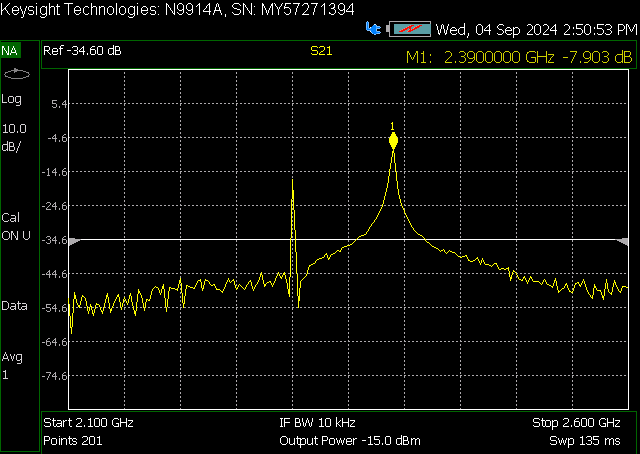 Keysight Technologies: N9914A, SN: MY57271394
Wed, 04 Sep 2024 2:50:53 PM
NA Ref -34.60 dB S21 M1: 2.3900000 GHz -7.903 dB
Log
10.0
dB/
Cal
ON U
Data
Avg
1
5.4
-4.6
-14.6
-24.6
-34.6
-44.6
-54.6
-64.6
-74.6
1
Start 2.100 GHz IF BW 10 kHz Stop 2.600 GHz
Points 201 Output Power -15.0 dBm Swp 135 ms